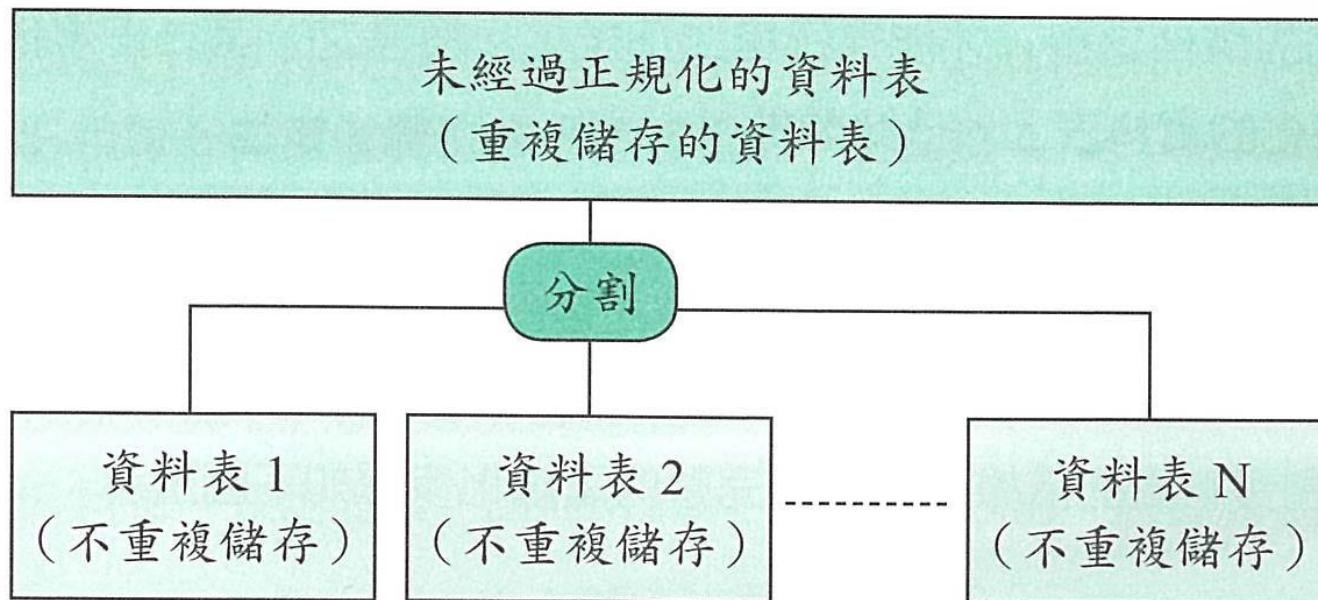 未經過正規化的資料表
（重複儲存的資料表）
分割
資料表 1
（不重複儲存）
資料表 2
（不重複儲存）
資料表 N
（不重複儲存）